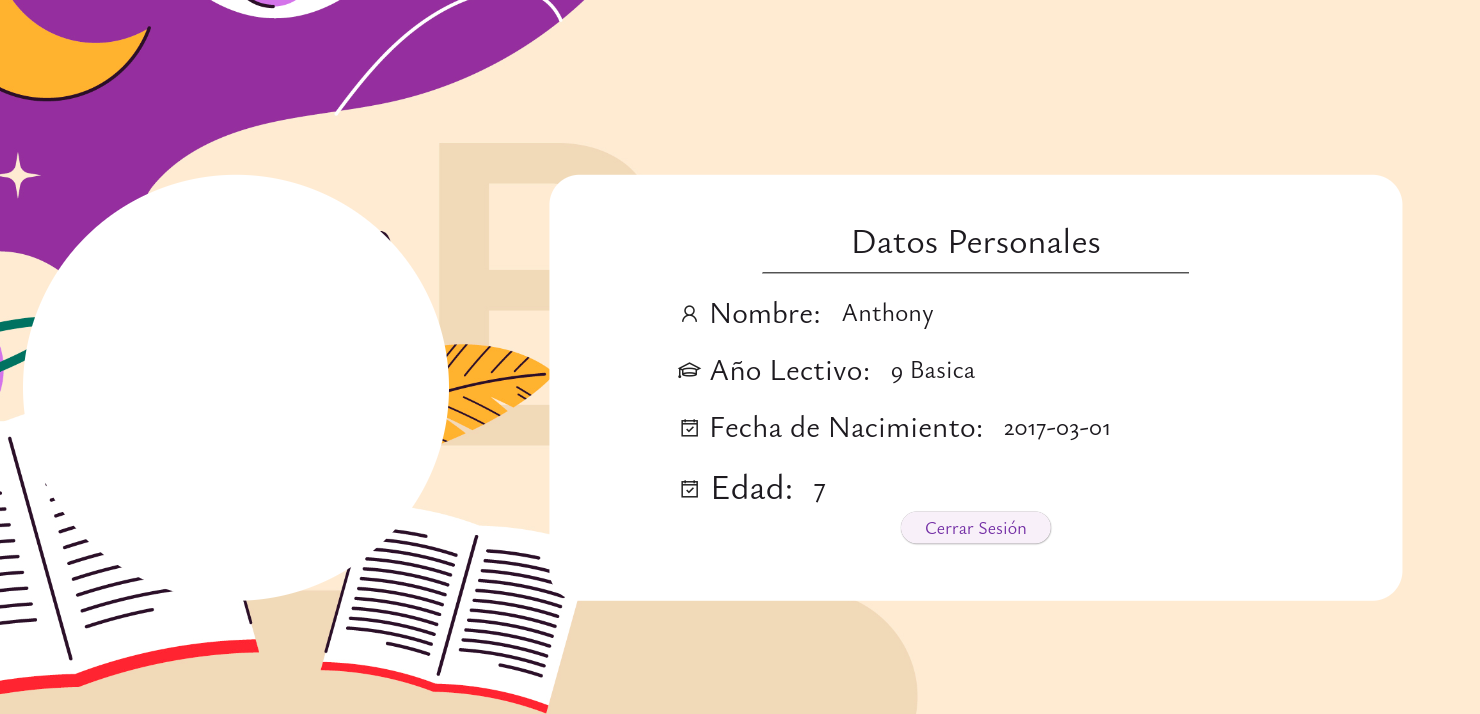 Datos Personales
Nombre: Anthony
Año Lectivo: 9 Basica
Fecha de Nacimiento: 2017-03-01
Edad: 7
Cerrar Sesión